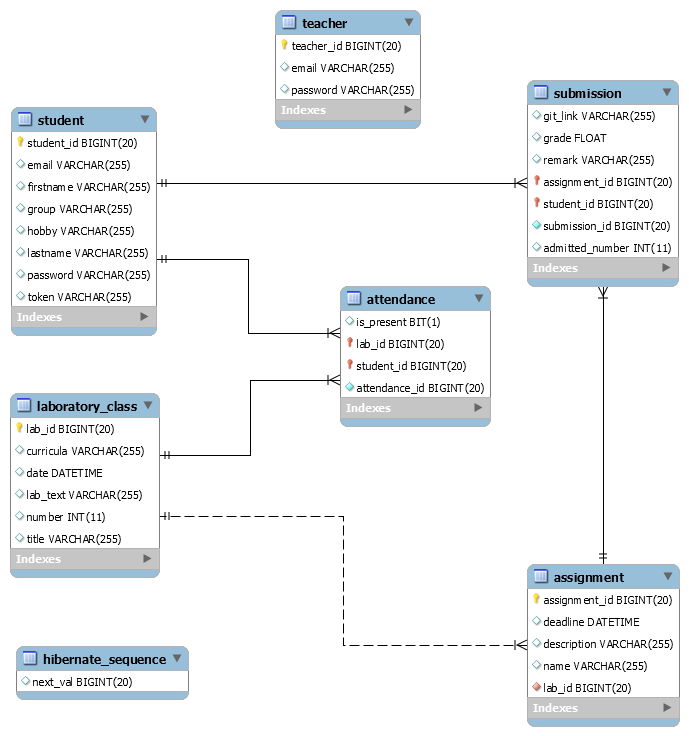 teacher
teacher_id BIGINT(20)
email VARCHAR(255)
password VARCHAR(255)
Indexes
submission
git_link VARCHAR(255)
grade FLOAT
remark VARCHAR(255)
assignment_id BIGINT(20)
student_id BIGINT(20)
submission_id BIGINT(20)
admitted_number INT(11)
Indexes
student
student_id BIGINT(20)
email VARCHAR(255)
firstname VARCHAR(255)
group VARCHAR(255)
hobby VARCHAR(255)
lastname VARCHAR(255)
password VARCHAR(255)
token VARCHAR(255)
Indexes
attendance
is_present BIT(1)
lab_id BIGINT(20)
student_id BIGINT(20)
attendance_id BIGINT(20)
Indexes
laboratory_class
lab_id BIGINT(20)
curricula VARCHAR(255)
date DATETIME
lab_text VARCHAR(255)
number INT(11)
title VARCHAR(255)
Indexes
assignment
assignment_id BIGINT(20)
deadline DATETIME
description VARCHAR(255)
name VARCHAR(255)
lab_id BIGINT(20)
Indexes
hibernate_sequence
next_val BIGINT(20)